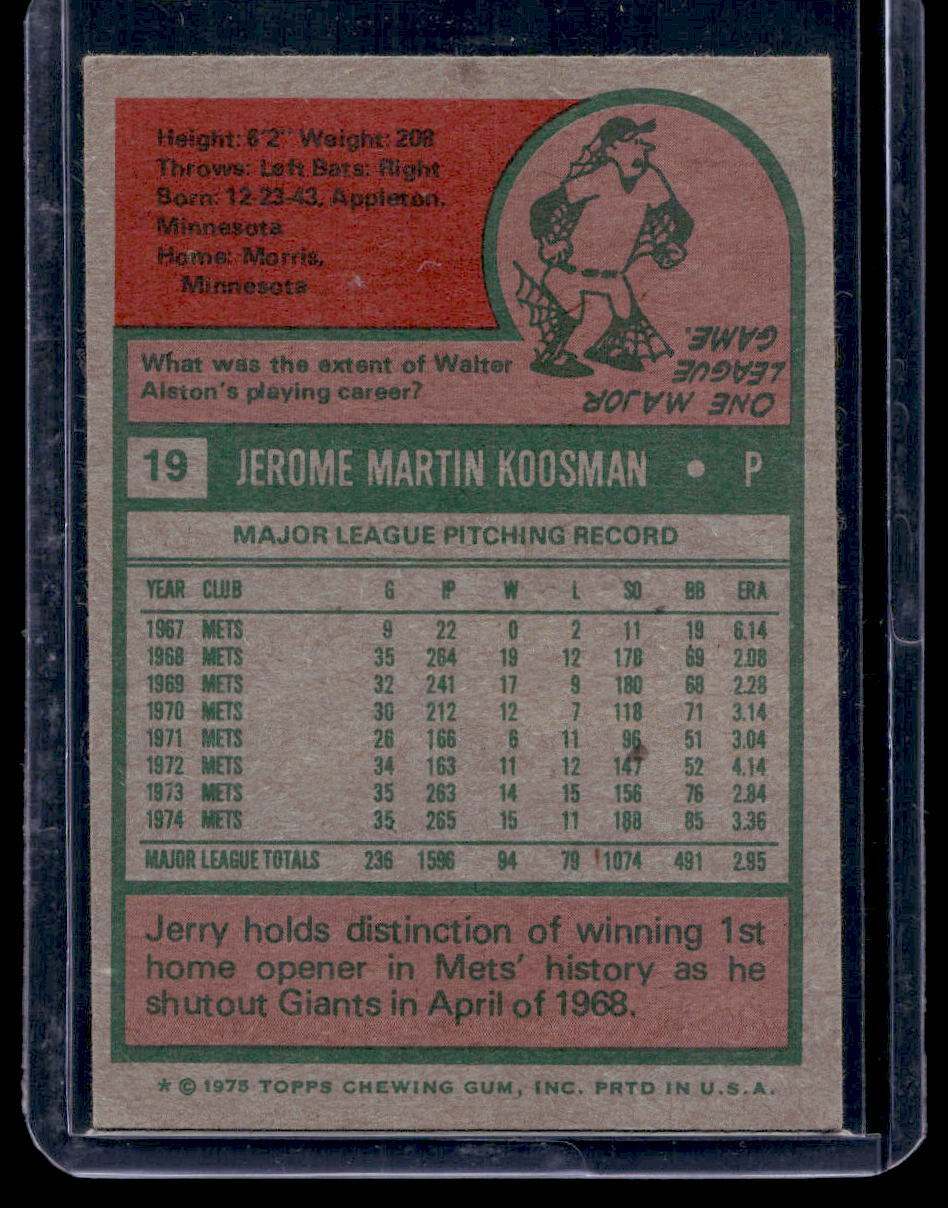 Height: 6'2" Weight: 208
Throws: Left Bats: Right
Born: 12-23-43, Appleton,
Minnesota
Home: Morris,
Minnesota
What was the extent of Walter
Alston's playing career?
ONE MAJOR
LEAGUE
GAME.
19 JEROME MARTIN KOOSMAN • P
MAJOR LEAGUE PITCHING RECORD
YEAR CLUB G IP W L SO BB ERA
1967 METS 9 22 0 2 11 19 6.14
1968 METS 35 264 19 12 178 69 2.08
1969 METS 32 241 17 9 180 68 2.28
1970 METS 30 212 12 7 118 71 3.14
1971 METS 26 166 6 11 96 51 3.04
1972 METS 34 163 11 12 147 52 4.14
1973 METS 35 263 14 15 156 76 2.84
1974 METS 35 265 15 11 188 85 3.36
MAJOR LEAGUE TOTALS 236 1596 94 79 1074 491 2.95
Jerry holds distinction of winning 1st
home opener in Mets' history as he
shutout Giants in April of 1968.
* © 1975 TOPPS CHEWING GUM, INC. PRTD IN U.S.A.